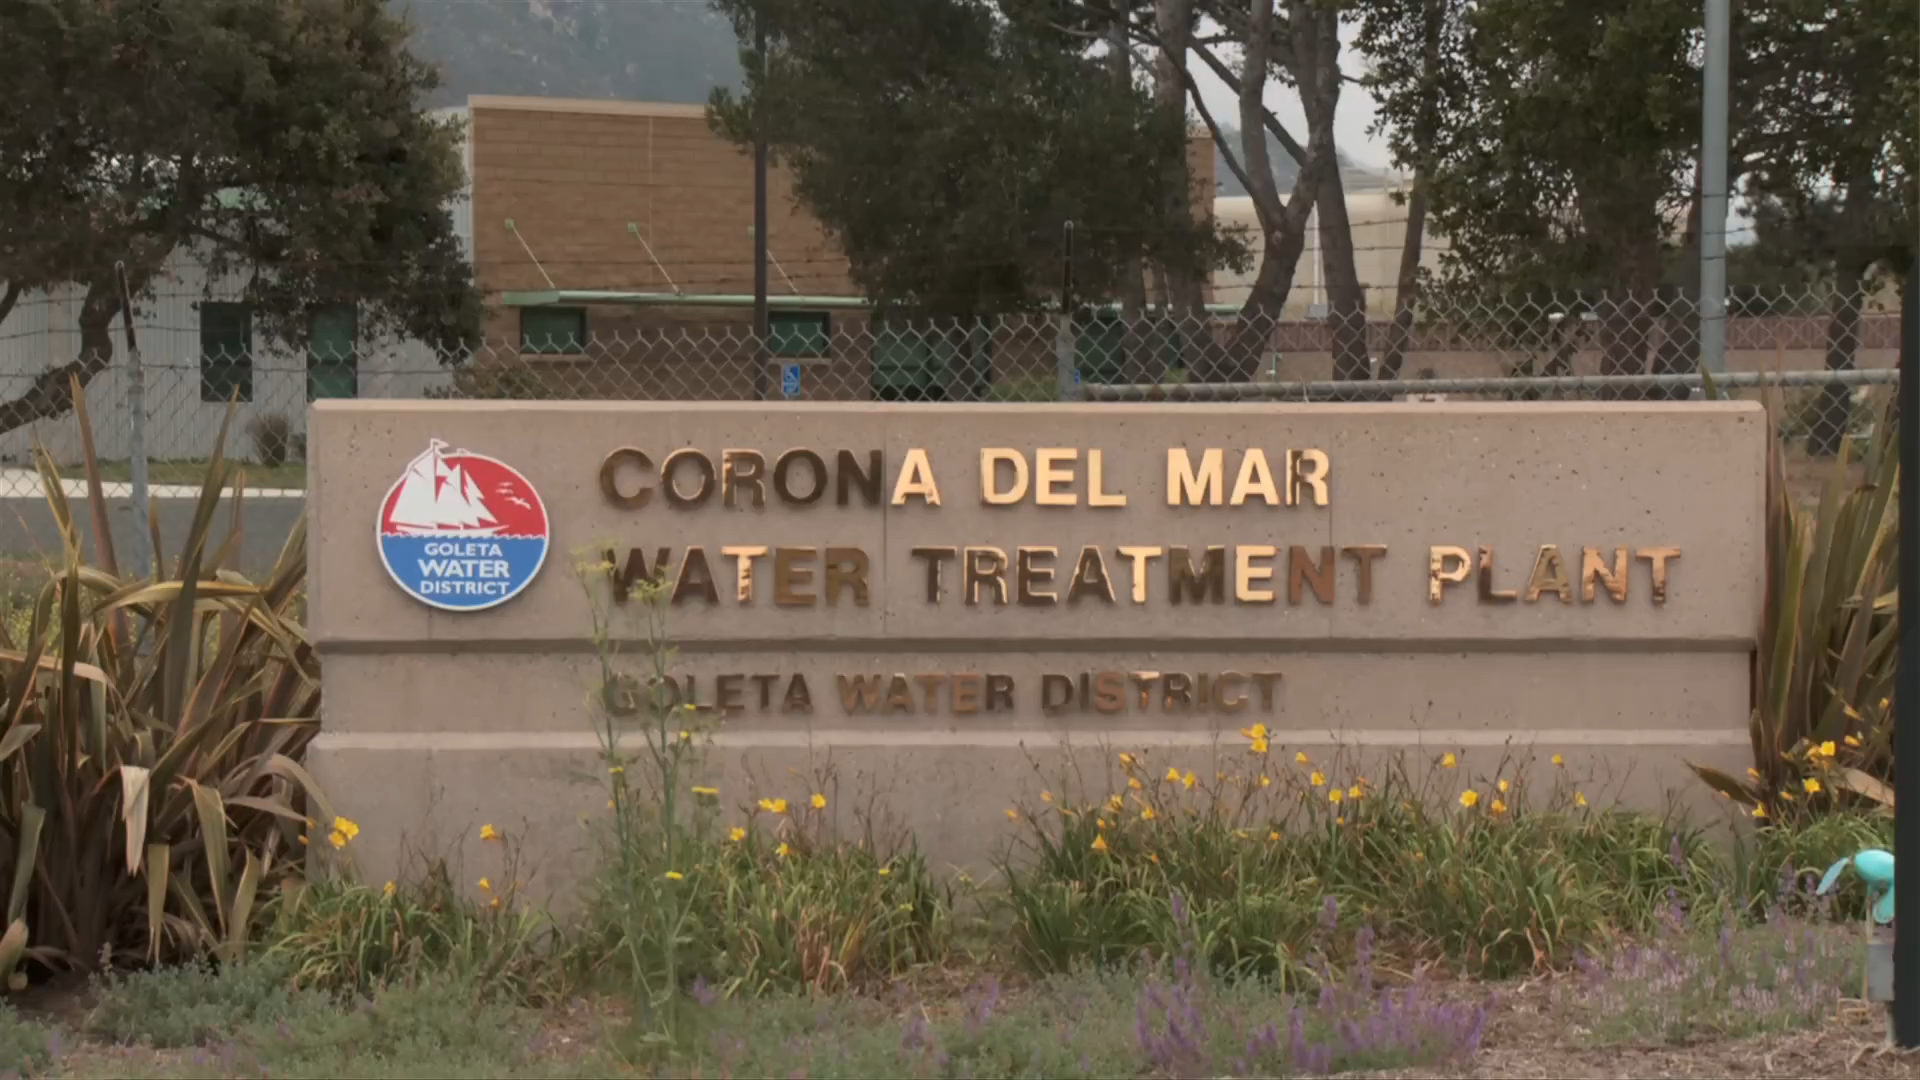 CORONA DEL MAR
WATER TREATMENT PLANT
GOLETA WATER DISTRICT
GOLETA
WATER
DISTRICT